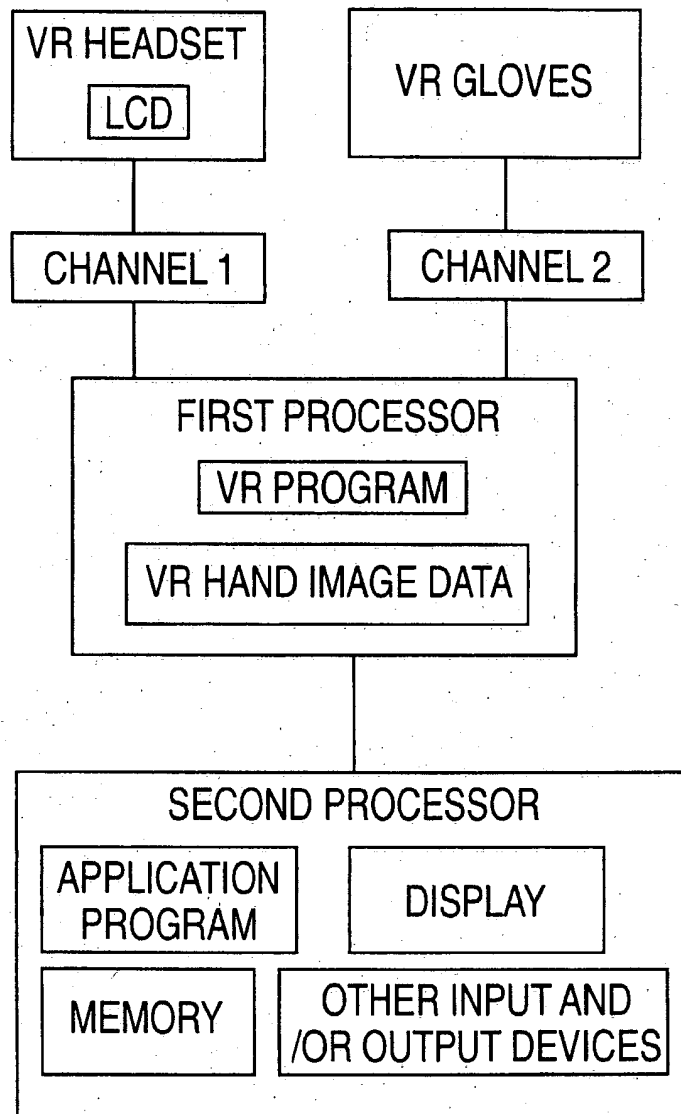 VR HEADSET
LCD
VR GLOVES
CHANNEL 1
CHANNEL 2
FIRST PROCESSOR
VR PROGRAM
VR HAND IMAGE DATA
SECOND PROCESSOR
APPLICATION
PROGRAM
DISPLAY
MEMORY
OTHER INPUT AND
/OR OUTPUT DEVICES